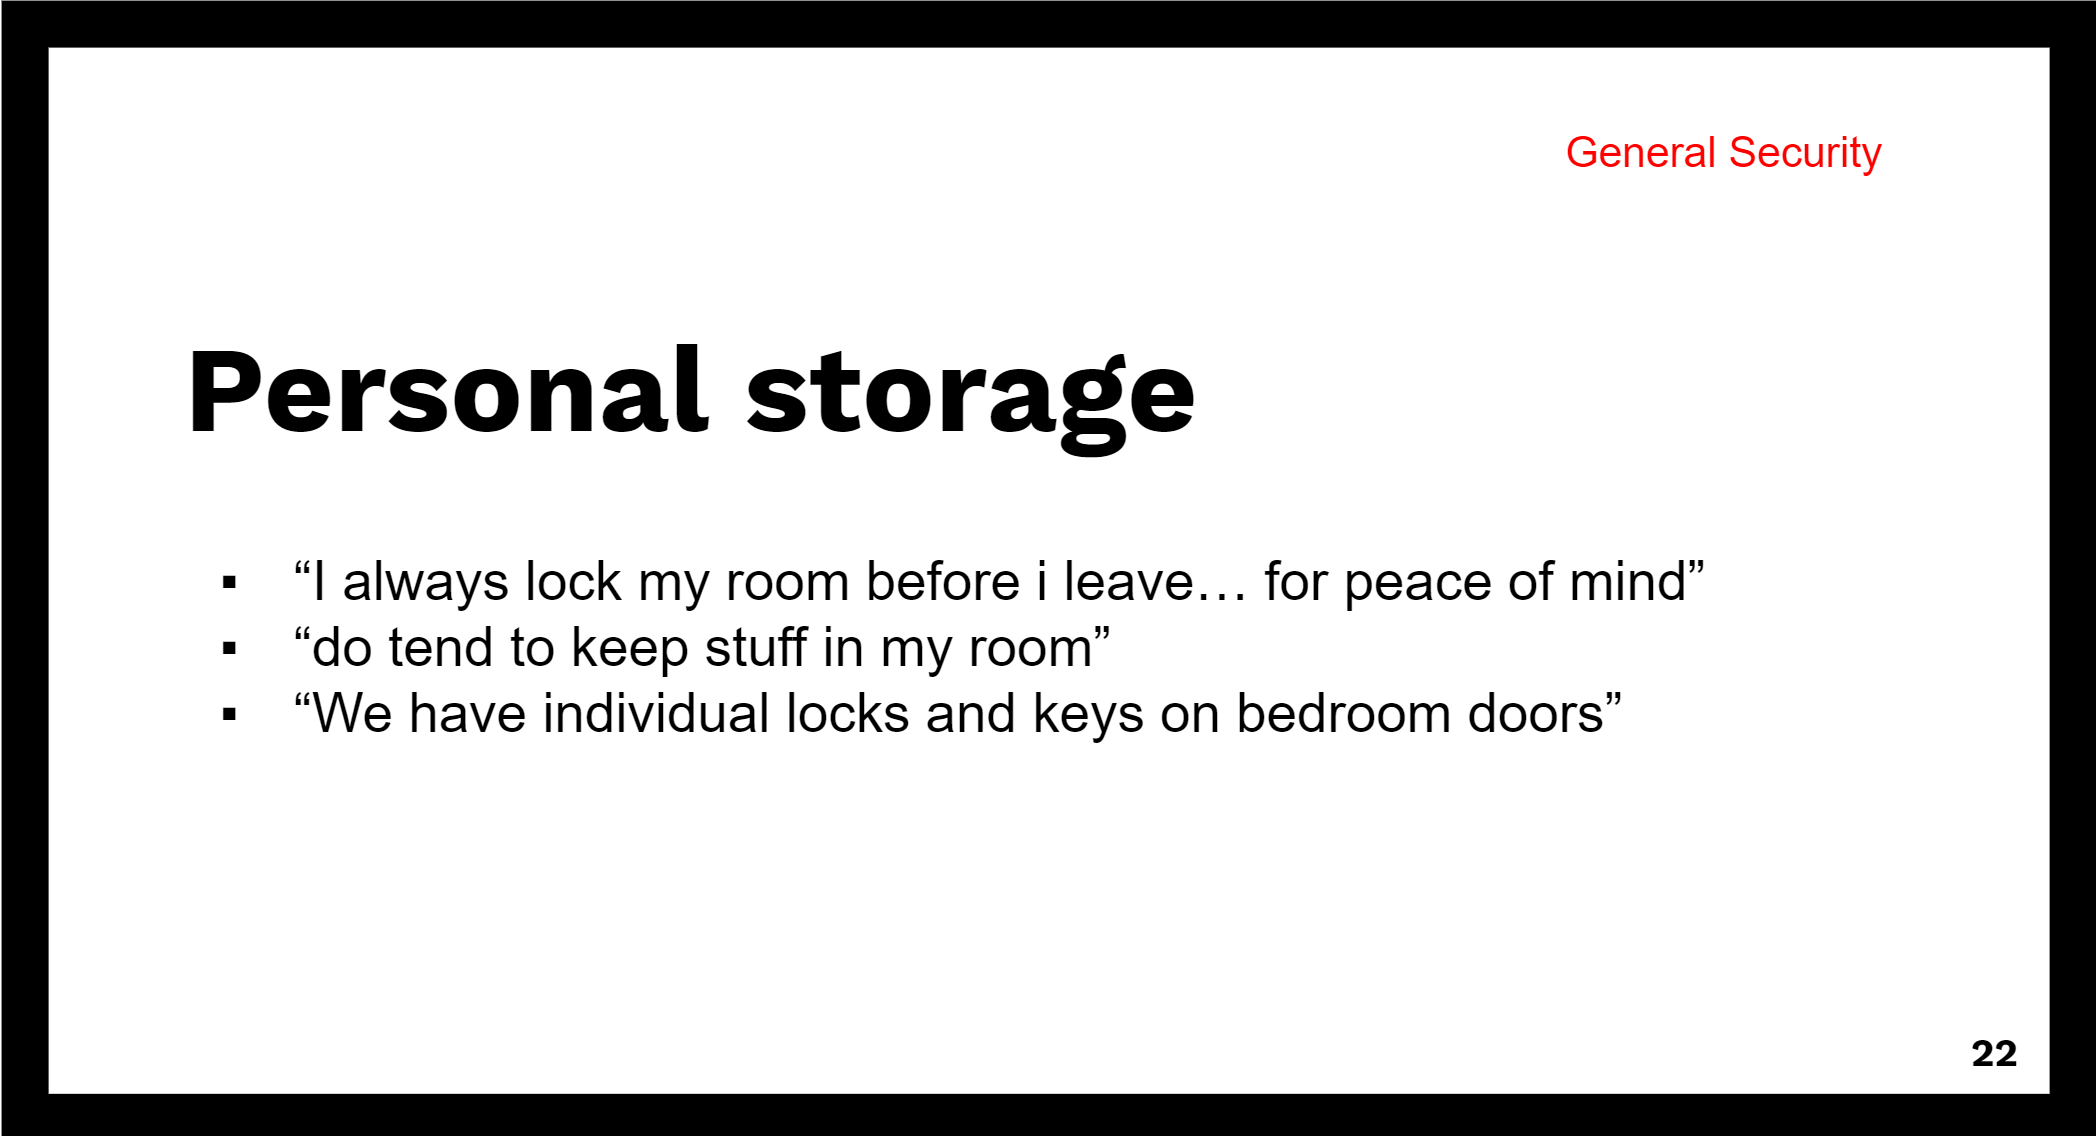 General Security
Personal storage
▪ “I always lock my room before i leave… for peace of mind”
▪ “do tend to keep stuff in my room”
▪ “We have individual locks and keys on bedroom doors”
22